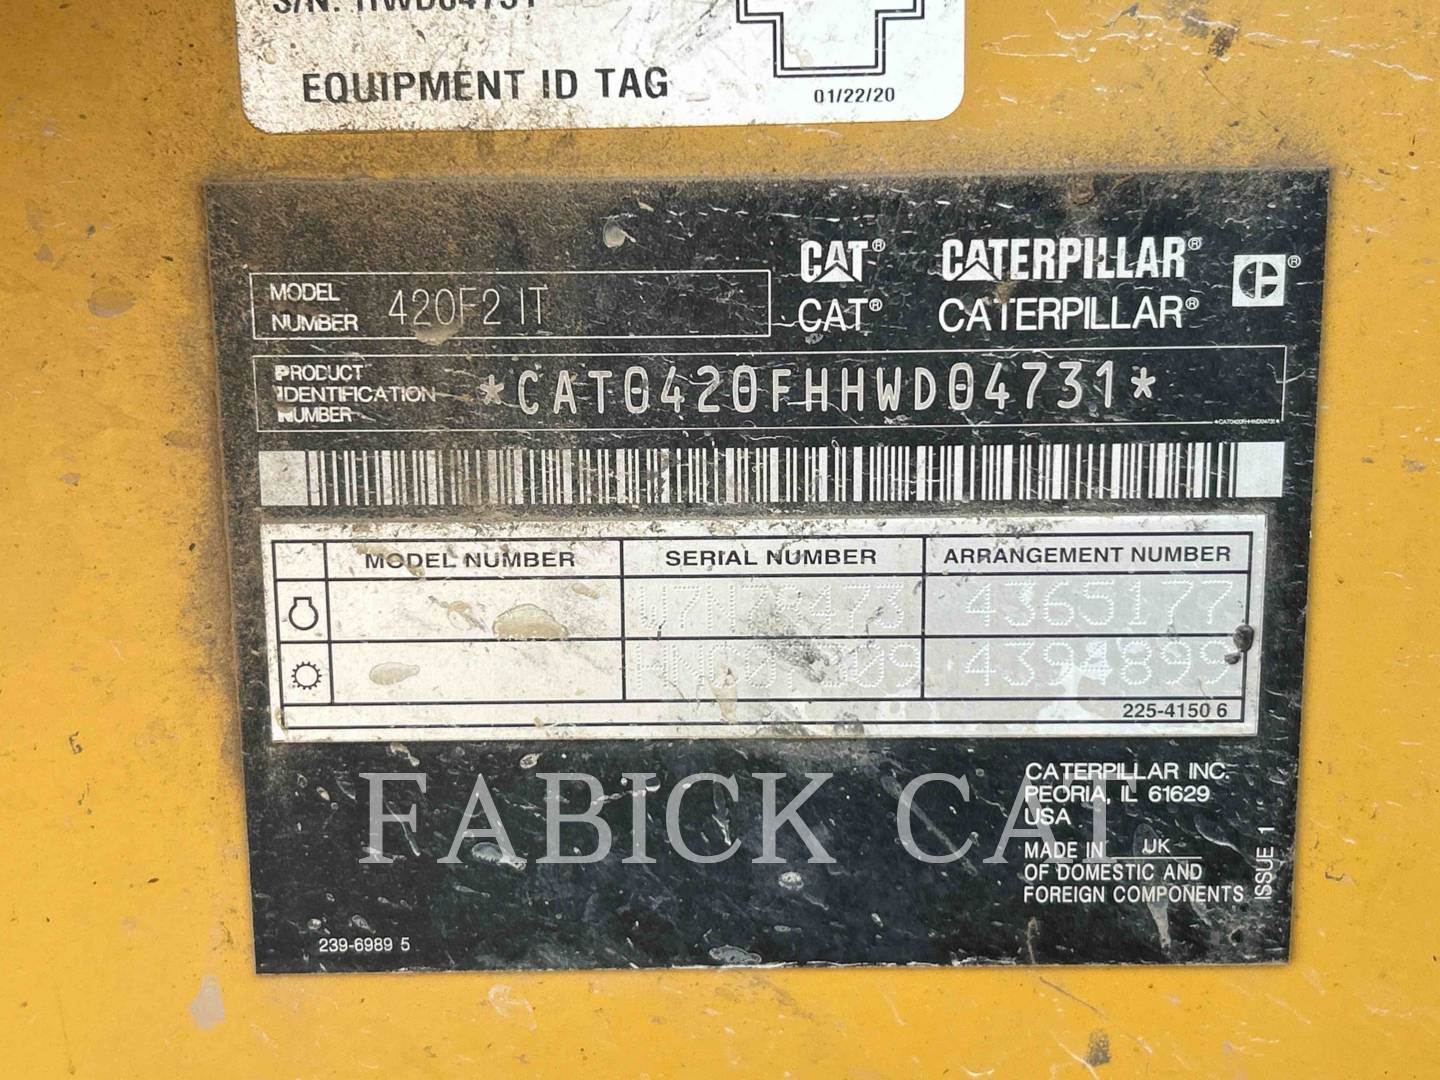 S/N: HWD04731
EQUIPMENT ID TAG
01/22/20
CAT® CATERPILLAR®
CAT® CATERPILLAR®
®
MODEL NUMBER 420F2 IT
PRODUCT IDENTIFICATION NUMBER *CAT0420FHHWD04731*
*CAT0420FHHWD04731*
MODEL NUMBER SERIAL NUMBER ARRANGEMENT NUMBER
4365177
225-4150 6
CATERPILLAR INC.
PEORIA, IL 61629
USA
MADE IN UK
OF DOMESTIC AND
FOREIGN COMPONENTS
ISSUE 1
239-6989 5
FABICK CAT